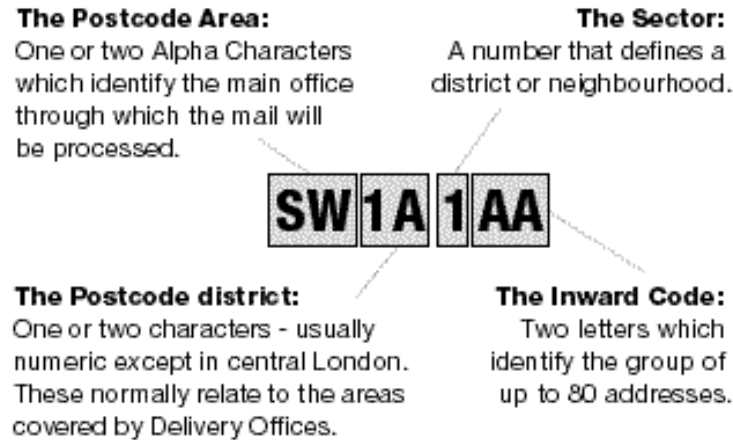 The Postcode Area:
One or two Alpha Characters
which identify the main office
through which the mail will
be processed.
The Sector:
A number that defines a
district or neighbourhood.
SW 1A 1 AA
The Postcode district:
One or two characters - usually
numeric except in central London.
These normally relate to the areas
covered by Delivery Offices.
The Inward Code:
Two letters which
identify the group of
up to 80 addresses.